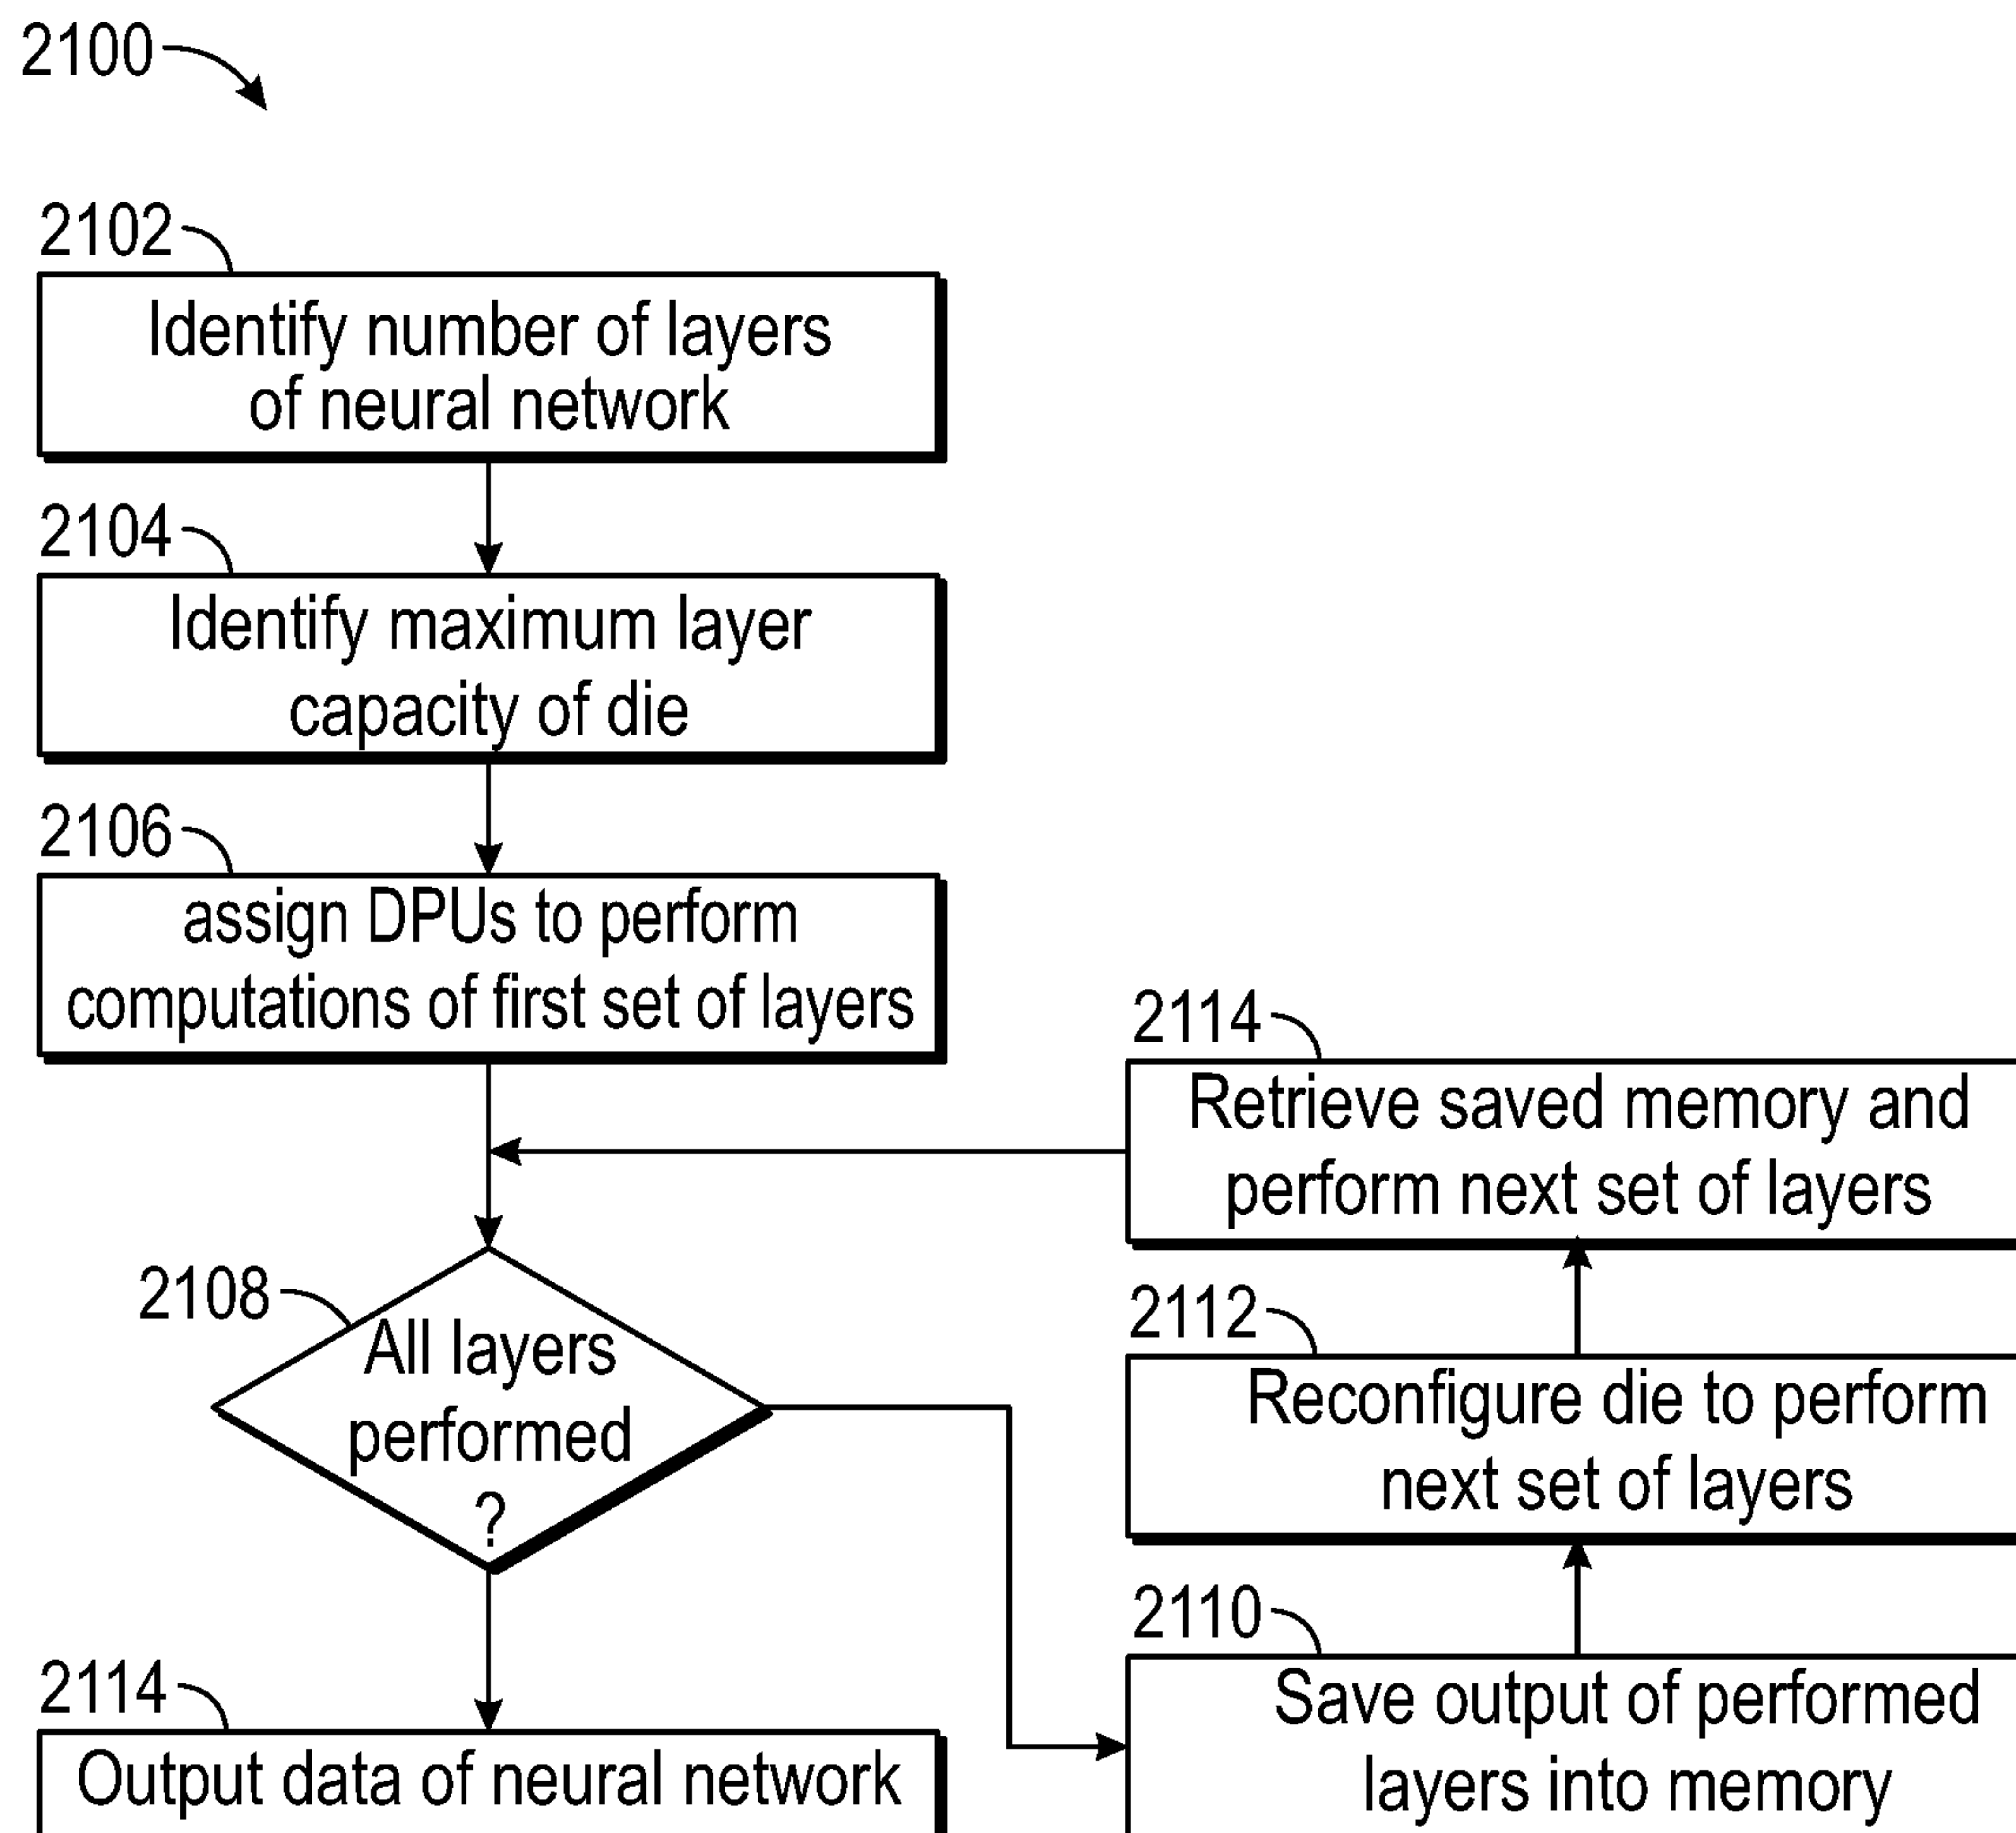 2100
2102
Identify number of layers
of neural network
2104
Identify maximum layer
capacity of die
2106
assign DPUs to perform
computations of first set of layers
2108
All layers
performed
?
2114
Output data of neural network
2114
Retrieve saved memory and
perform next set of layers
2112
Reconfigure die to perform
next set of layers
2110
Save output of performed
layers into memory